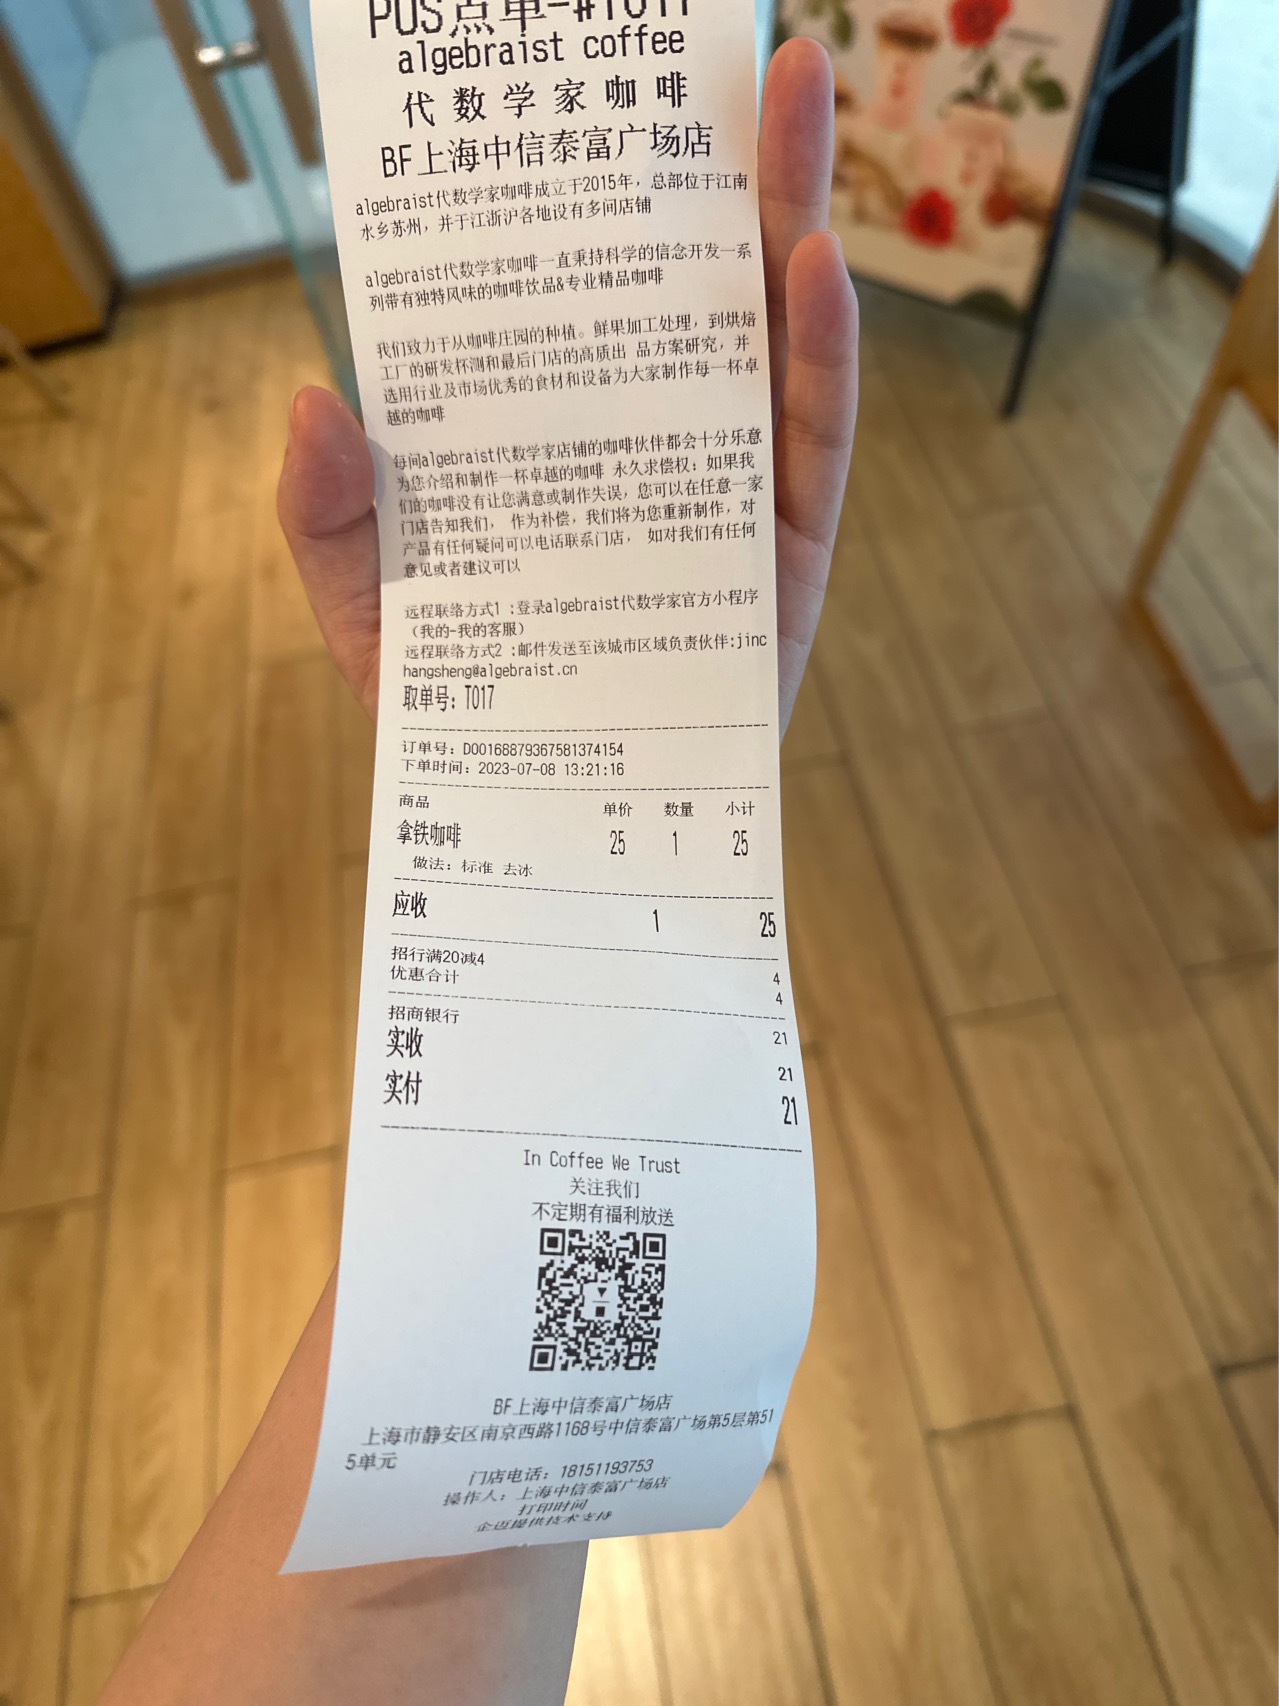 POS点单-#T017
algebraist coffee
代数学家咖啡
BF上海中信泰富广场店
algebraist代数学家咖啡成立于2015年，总部位于江南
水乡苏州，并于江浙沪各地设有多间店铺
algebraist代数学家咖啡一直秉持科学的信念开发一系
列带有独特风味的咖啡饮品&专业精品咖啡
我们致力于从咖啡庄园的种植。鲜果加工处理，到烘焙
工厂的研发杯测和最后门店的高质出 品方案研究，并
选用行业及市场优秀的食材和设备为大家制作每一杯卓
越的咖啡
每间algebraist代数学家店铺的咖啡伙伴都会十分乐意
为您介绍和制作一杯卓越的咖啡 永久求偿权：如果我
们的咖啡没有让您满意或制作失误，您可以在任意一家
门店告知我们， 作为补偿，我们将为您重新制作，对
产品有任何疑问可以电话联系门店， 如对我们有任何
意见或者建议可以
远程联络方式1 :登录algebraist代数学家官方小程序
（我的-我的客服）
远程联络方式2 :邮件发送至该城市区域负责伙伴:jinc
hangsheng@algebraist.cn
取单号：T017
订单号：D00168879367581374154
下单时间：2023-07-08 13:21:16
商品 单价 数量 小计
拿铁咖啡 25 1 25
做法：标准 去冰
应收 1 25
招行满20减4 4
优惠合计 4
招商银行 21
实收 21
实付 21
In Coffee We Trust
关注我们
不定期有福利放送
BF上海中信泰富广场店
上海市静安区南京西路1168号中信泰富广场第5层第51
5单元
门店电话：18151193753
操作人：上海中信泰富广场店
打印时间
企迈提供技术支持